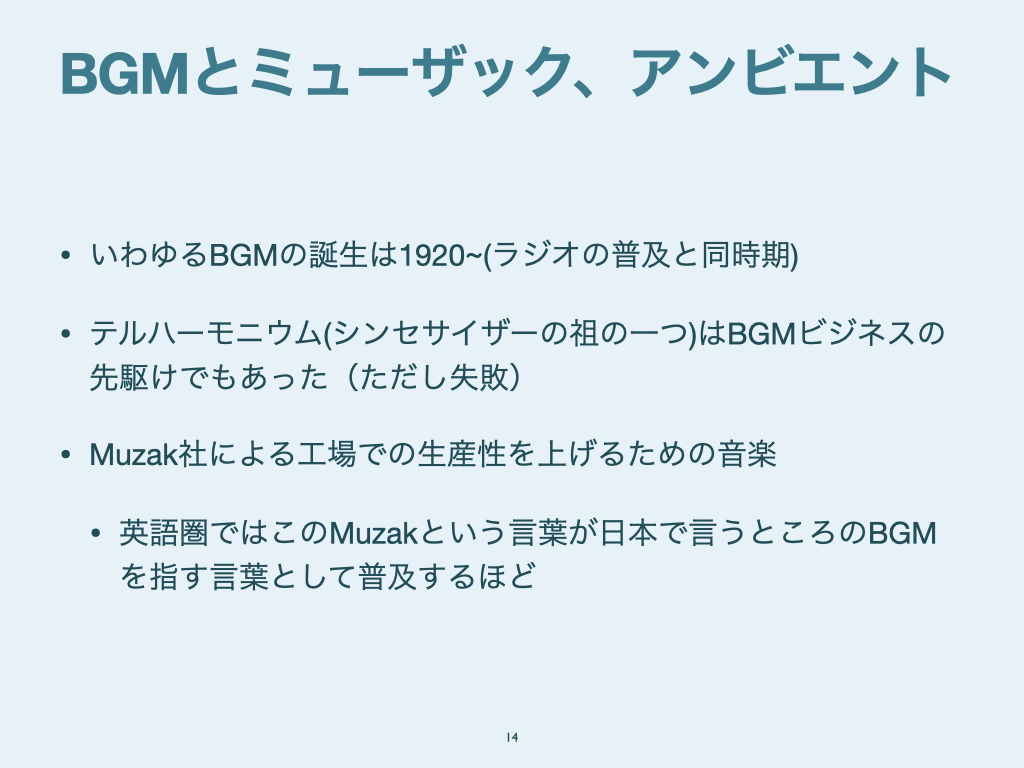 BGMとミューザック、アンビエント
• いわゆるBGMの誕生は1920~(ラジオの普及と同時期)
• テルハーモニウム(シンセサイザーの祖の一つ)はBGMビジネスの
先駆けでもあった（ただし失敗）
• Muzak社による工場での生産性を上げるための音楽
• 英語圏ではこのMuzakという言葉が日本で言うところのBGM
を指す言葉として普及するほど
14